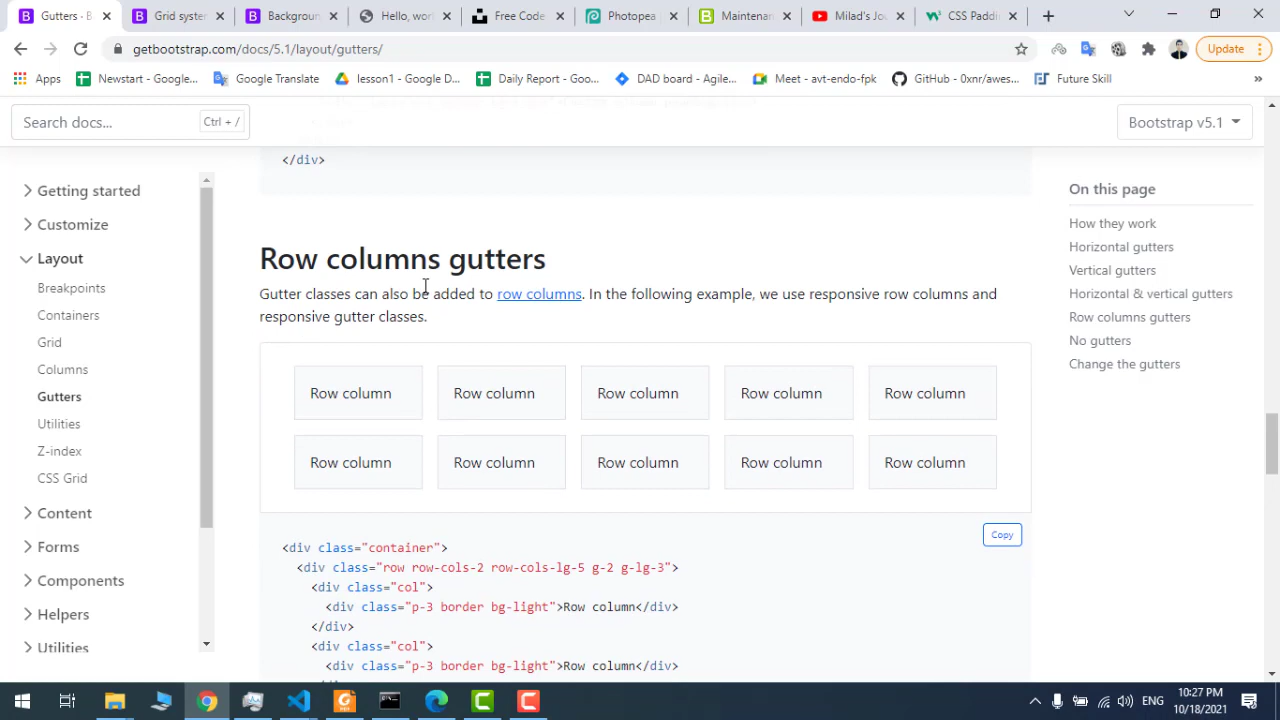 Gutters - B
Grid syste
Backgroun
Hello, wor
Free Code
Photopea
Maintenan
Milad's Jo
CSS Paddi
getbootstrap.com/docs/5.1/layout/gutters/
Update
Apps
Newstart - Google...
Google Translate
lesson1 - Google D...
Daily Report - Goo...
DAD board - Agile...
Meet - avt-endo-fpk
GitHub - 0xnr/awes...
Future Skill
»
Search docs...
Ctrl + /
Bootstrap v5.1
</div>
Getting started
Customize
Layout
Breakpoints
Containers
Grid
Columns
Gutters
Utilities
Z-index
CSS Grid
Content
Forms
Components
Helpers
Utilities
Row columns gutters
Gutter classes can also be added to row columns. In the following example, we use responsive row columns and
responsive gutter classes.
Row column Row column Row column Row column Row column
Row column Row column Row column Row column Row column
Copy
<div class="container">
<div class="row row-cols-2 row-cols-lg-5 g-2 g-lg-3">
<div class="col">
<div class="p-3 border bg-light">Row column</div>
</div>
<div class="col">
<div class="p-3 border bg-light">Row column</div>
On this page
How they work
Horizontal gutters
Vertical gutters
Horizontal & vertical gutters
Row columns gutters
No gutters
Change the gutters
ENG
10:27 PM
10/18/2021